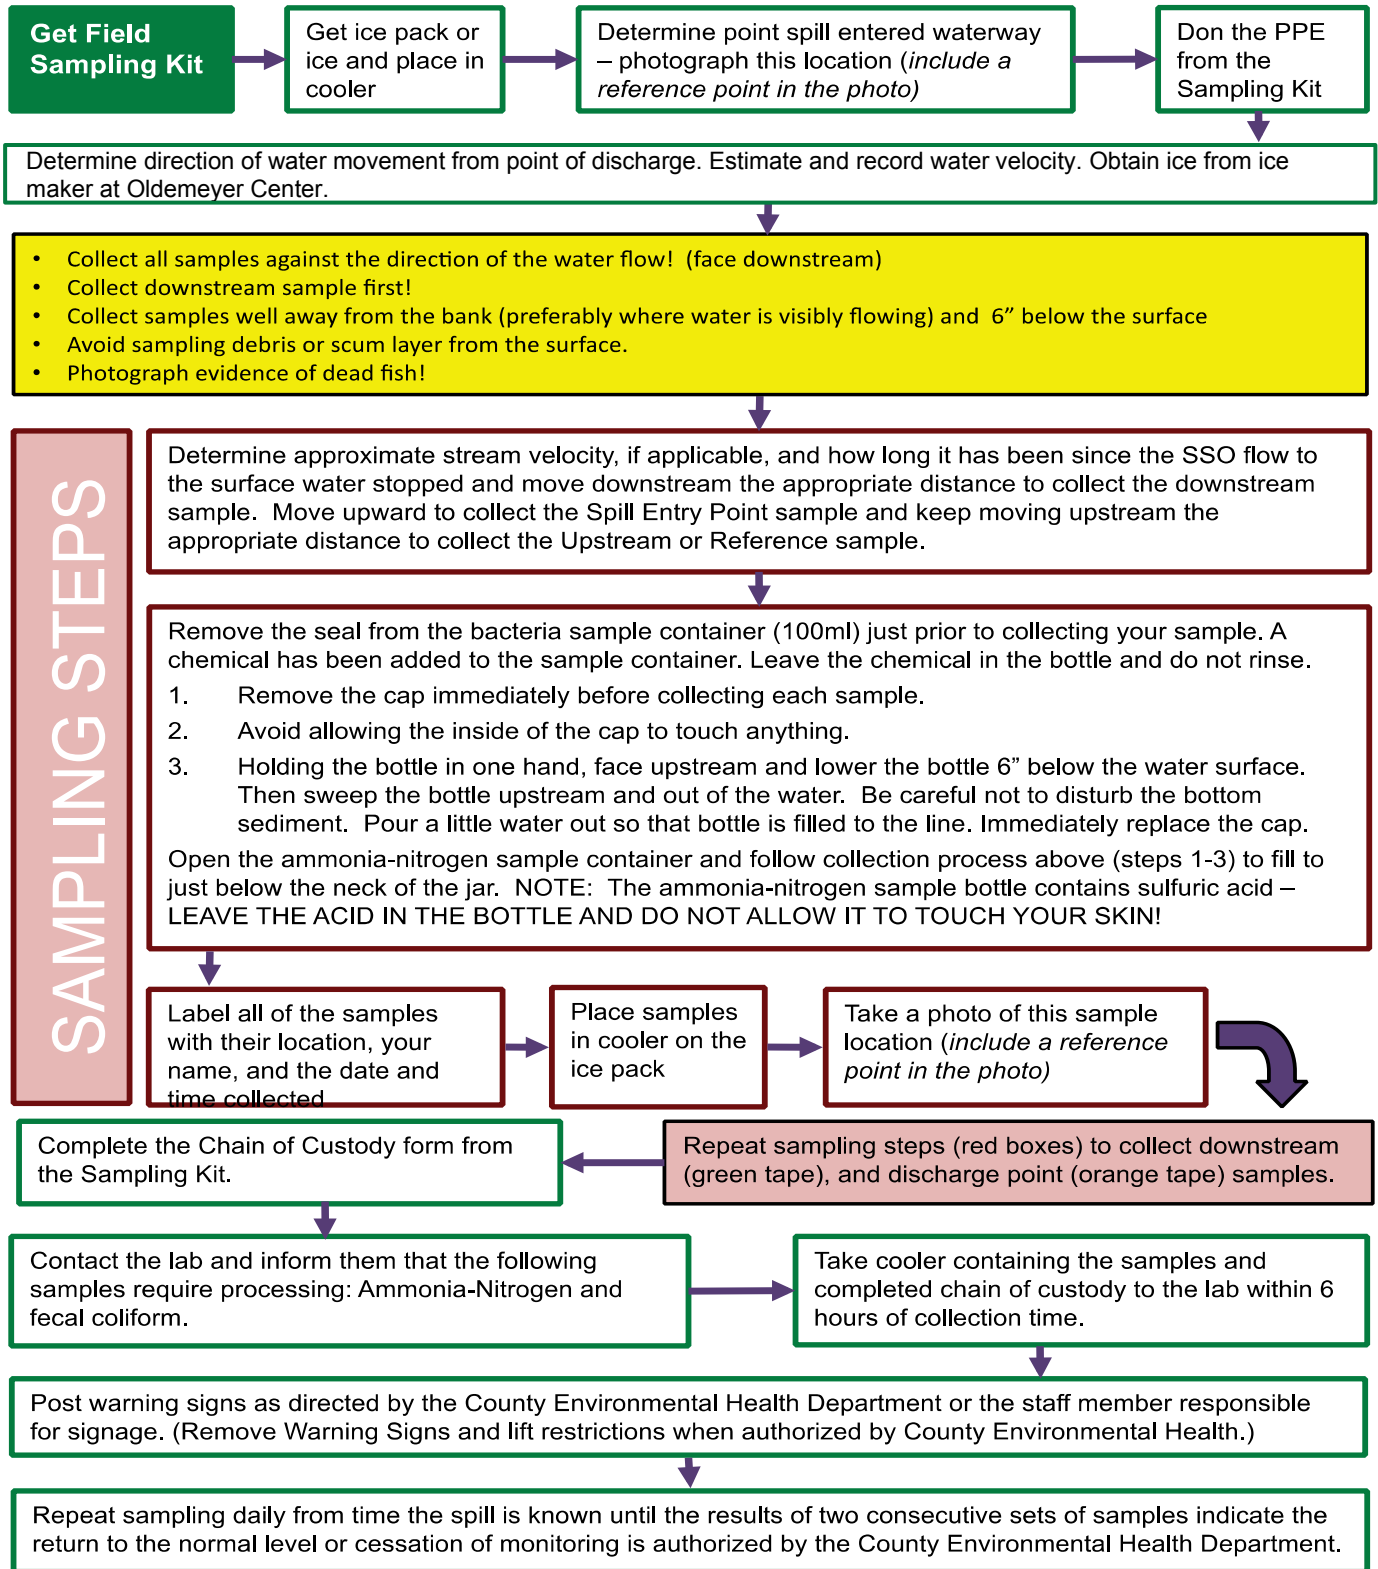 Get Field
Sampling Kit
Get ice pack or
ice and place in
cooler
Determine point spill entered waterway
– photograph this location (include a
reference point in the photo)
Don the PPE
from the
Sampling Kit
Determine direction of water movement from point of discharge. Estimate and record water velocity. Obtain ice from ice
maker at Oldemeyer Center.
• Collect all samples against the direction of the water flow! (face downstream)
• Collect downstream sample first!
• Collect samples well away from the bank (preferably where water is visibly flowing) and 6” below the surface
• Avoid sampling debris or scum layer from the surface.
• Photograph evidence of dead fish!
SAMPLING STEPS
Determine approximate stream velocity, if applicable, and how long it has been since the SSO flow to
the surface water stopped and move downstream the appropriate distance to collect the downstream
sample. Move upward to collect the Spill Entry Point sample and keep moving upstream the
appropriate distance to collect the Upstream or Reference sample.
Remove the seal from the bacteria sample container (100ml) just prior to collecting your sample. A
chemical has been added to the sample container. Leave the chemical in the bottle and do not rinse.
1. Remove the cap immediately before collecting each sample.
2. Avoid allowing the inside of the cap to touch anything.
3. Holding the bottle in one hand, face upstream and lower the bottle 6” below the water surface.
Then sweep the bottle upstream and out of the water. Be careful not to disturb the bottom
sediment. Pour a little water out so that bottle is filled to the line. Immediately replace the cap.
Open the ammonia-nitrogen sample container and follow collection process above (steps 1-3) to fill to
just below the neck of the jar. NOTE: The ammonia-nitrogen sample bottle contains sulfuric acid –
LEAVE THE ACID IN THE BOTTLE AND DO NOT ALLOW IT TO TOUCH YOUR SKIN!
Label all of the samples
with their location, your
name, and the date and
time collected
Place samples
in cooler on the
ice pack
Take a photo of this sample
location (include a reference
point in the photo)
Repeat sampling steps (red boxes) to collect downstream
(green tape), and discharge point (orange tape) samples.
Complete the Chain of Custody form from
the Sampling Kit.
Contact the lab and inform them that the following
samples require processing: Ammonia-Nitrogen and
fecal coliform.
Take cooler containing the samples and
completed chain of custody to the lab within 6
hours of collection time.
Post warning signs as directed by the County Environmental Health Department or the staff member responsible
for signage. (Remove Warning Signs and lift restrictions when authorized by County Environmental Health.)
Repeat sampling daily from time the spill is known until the results of two consecutive sets of samples indicate the
return to the normal level or cessation of monitoring is authorized by the County Environmental Health Department.